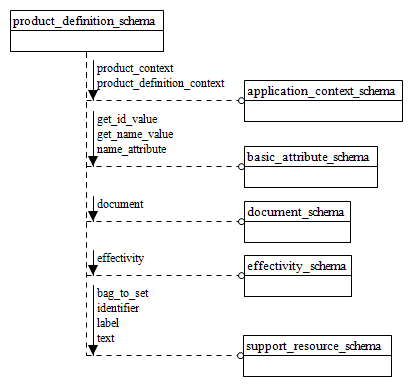 product_definition_schema
product_context
product_definition_context
application_context_schema
get_id_value
get_name_value
name_attribute
basic_attribute_schema
document
document_schema
effectivity
effectivity_schema
bag_to_set
identifier
label
text
support_resource_schema